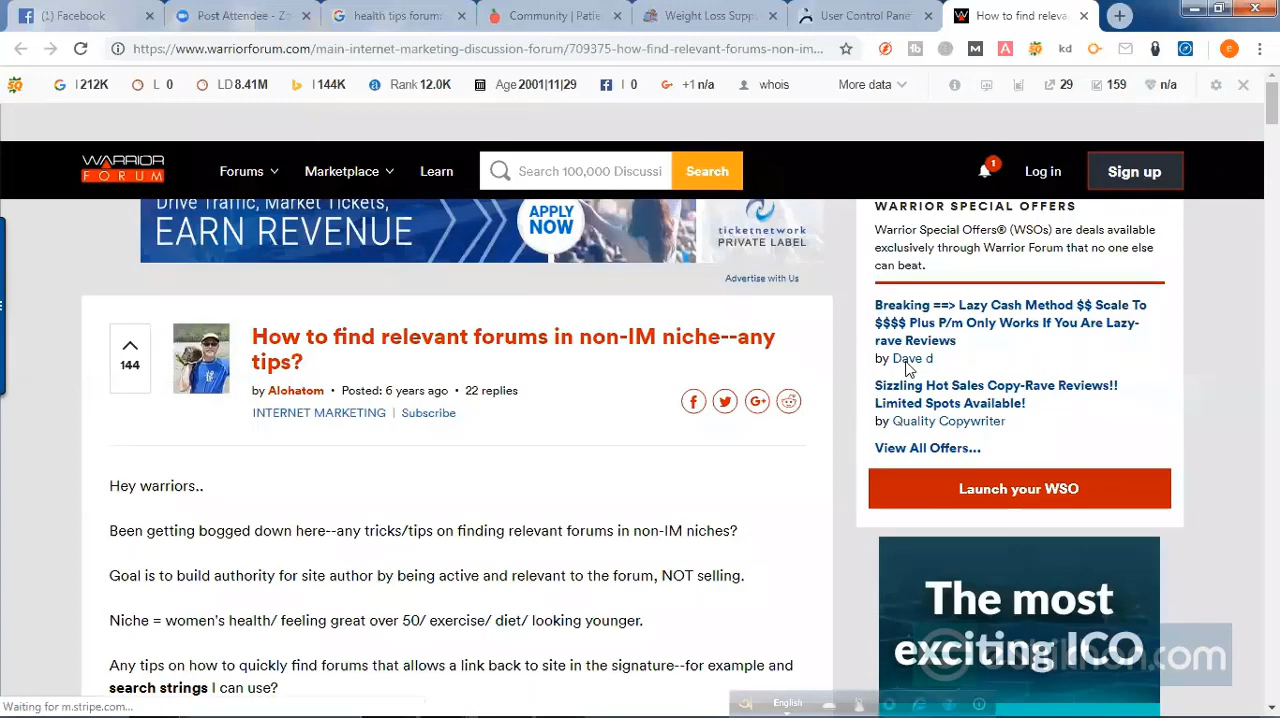 (1) Facebook
Post Attendee - Zo
health tips forum:
Community | Patie
Weight Loss Supp
User Control Pane
How to find releva
https://www.warriorforum.com/main-internet-marketing-discussion-forum/709375-how-find-relevant-forums-non-im...
212K
L 0
LD 8.41M
144K
Rank 12.0K
Age 2001|11|29
0
+1 n/a
whois
More data
29
159
n/a
WARRIOR
FORUM
Forums
Marketplace
Learn
Search 100,000 Discussi
Search
1
Log in
Sign up
Drive Traffic, Market Tickets,
EARN REVENUE
APPLY
NOW
ticketnetwork
PRIVATE LABEL
Advertise with Us
144
How to find relevant forums in non-IM niche--any
tips?
by Alohatom • Posted: 6 years ago • 22 replies
INTERNET MARKETING | Subscribe
Hey warriors..
Been getting bogged down here--any tricks/tips on finding relevant forums in non-IM niches?
Goal is to build authority for site author by being active and relevant to the forum, NOT selling.
Niche = women's health/ feeling great over 50/ exercise/ diet/ looking younger.
Any tips on how to quickly find forums that allows a link back to site in the signature--for example and
search strings I can use?
WARRIOR SPECIAL OFFERS
Warrior Special Offers® (WSOs) are deals available
exclusively through Warrior Forum that no one else
can beat.
Breaking ==> Lazy Cash Method $$ Scale To
$$$$ Plus P/m Only Works If You Are Lazy-
rave Reviews
by Dave d
Sizzling Hot Sales Copy-Rave Reviews!!
Limited Spots Available!
by Quality Copywriter
View All Offers...
Launch your WSO
The most
exciting ICO
Waiting for m.stripe.com...
English